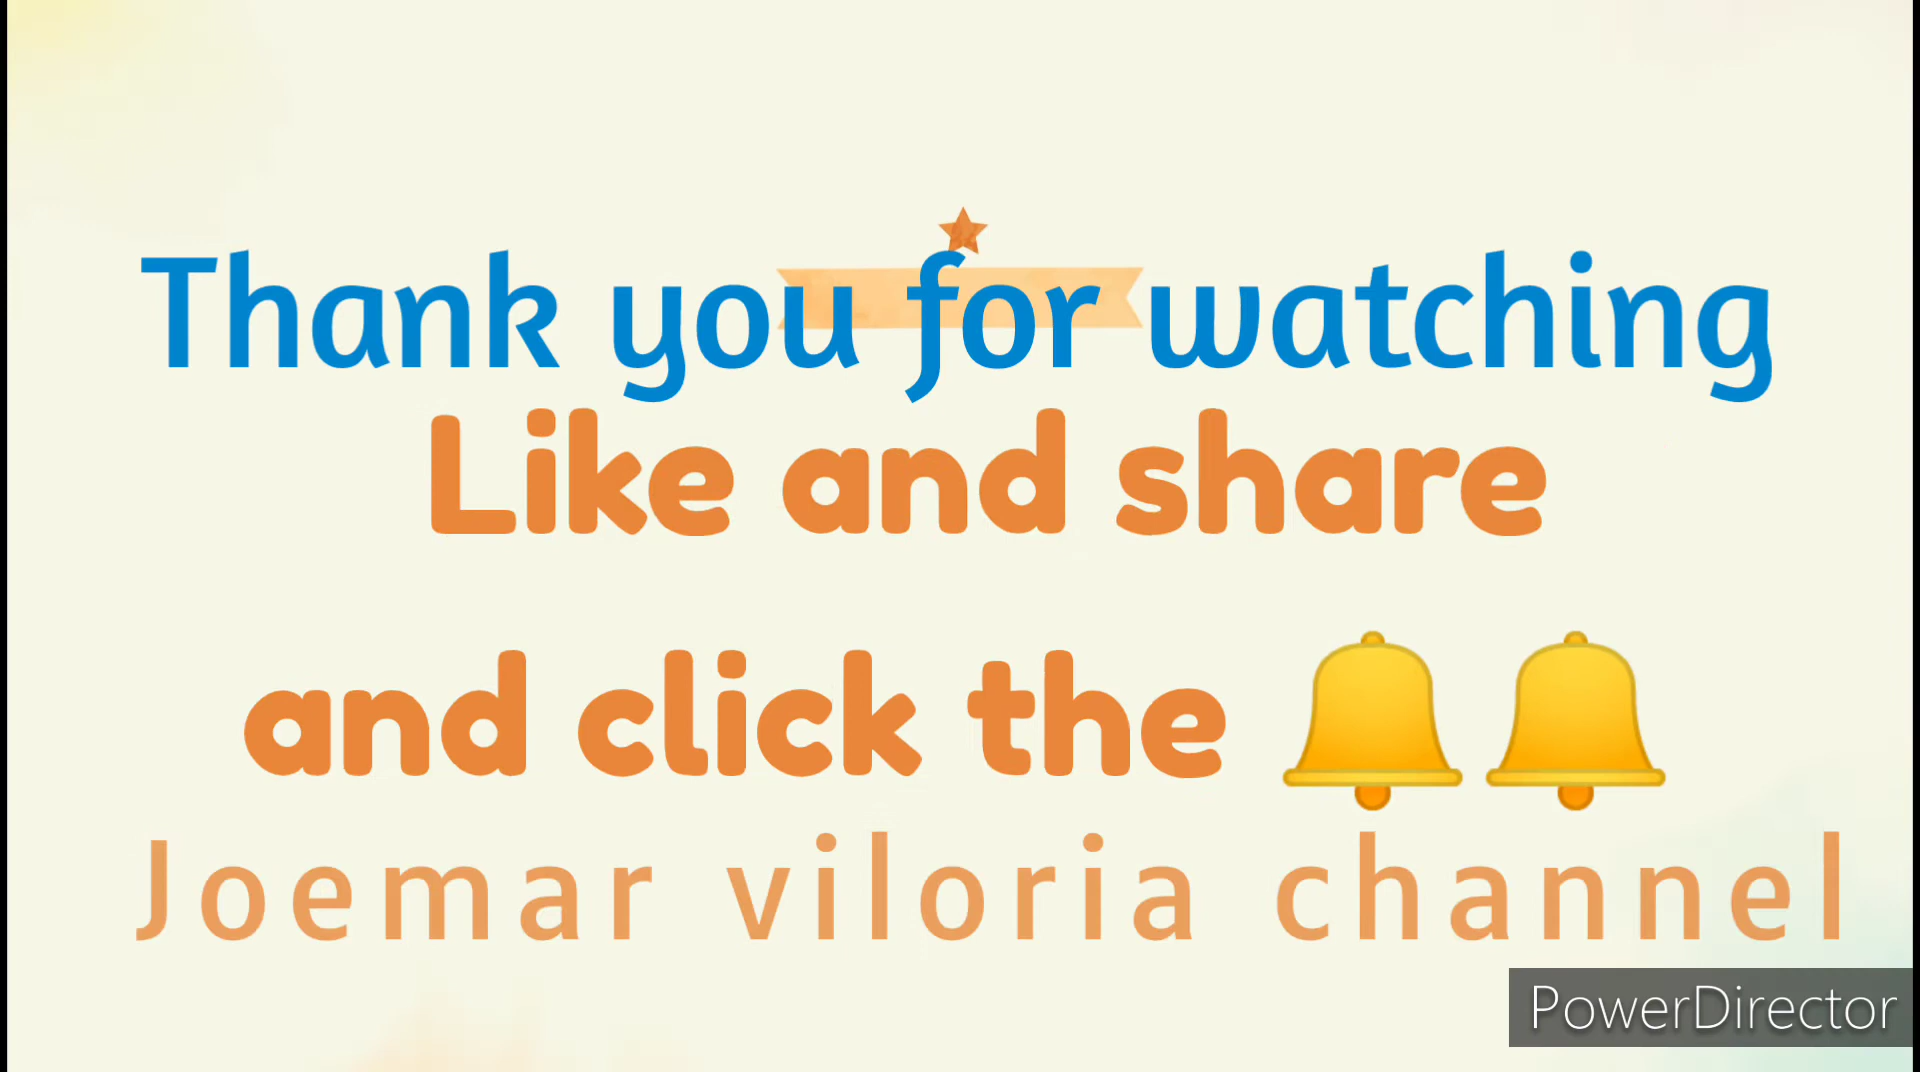 Thank you for watching
Like and share
and click the 🔔🔔
Joemar viloria channel
PowerDirector